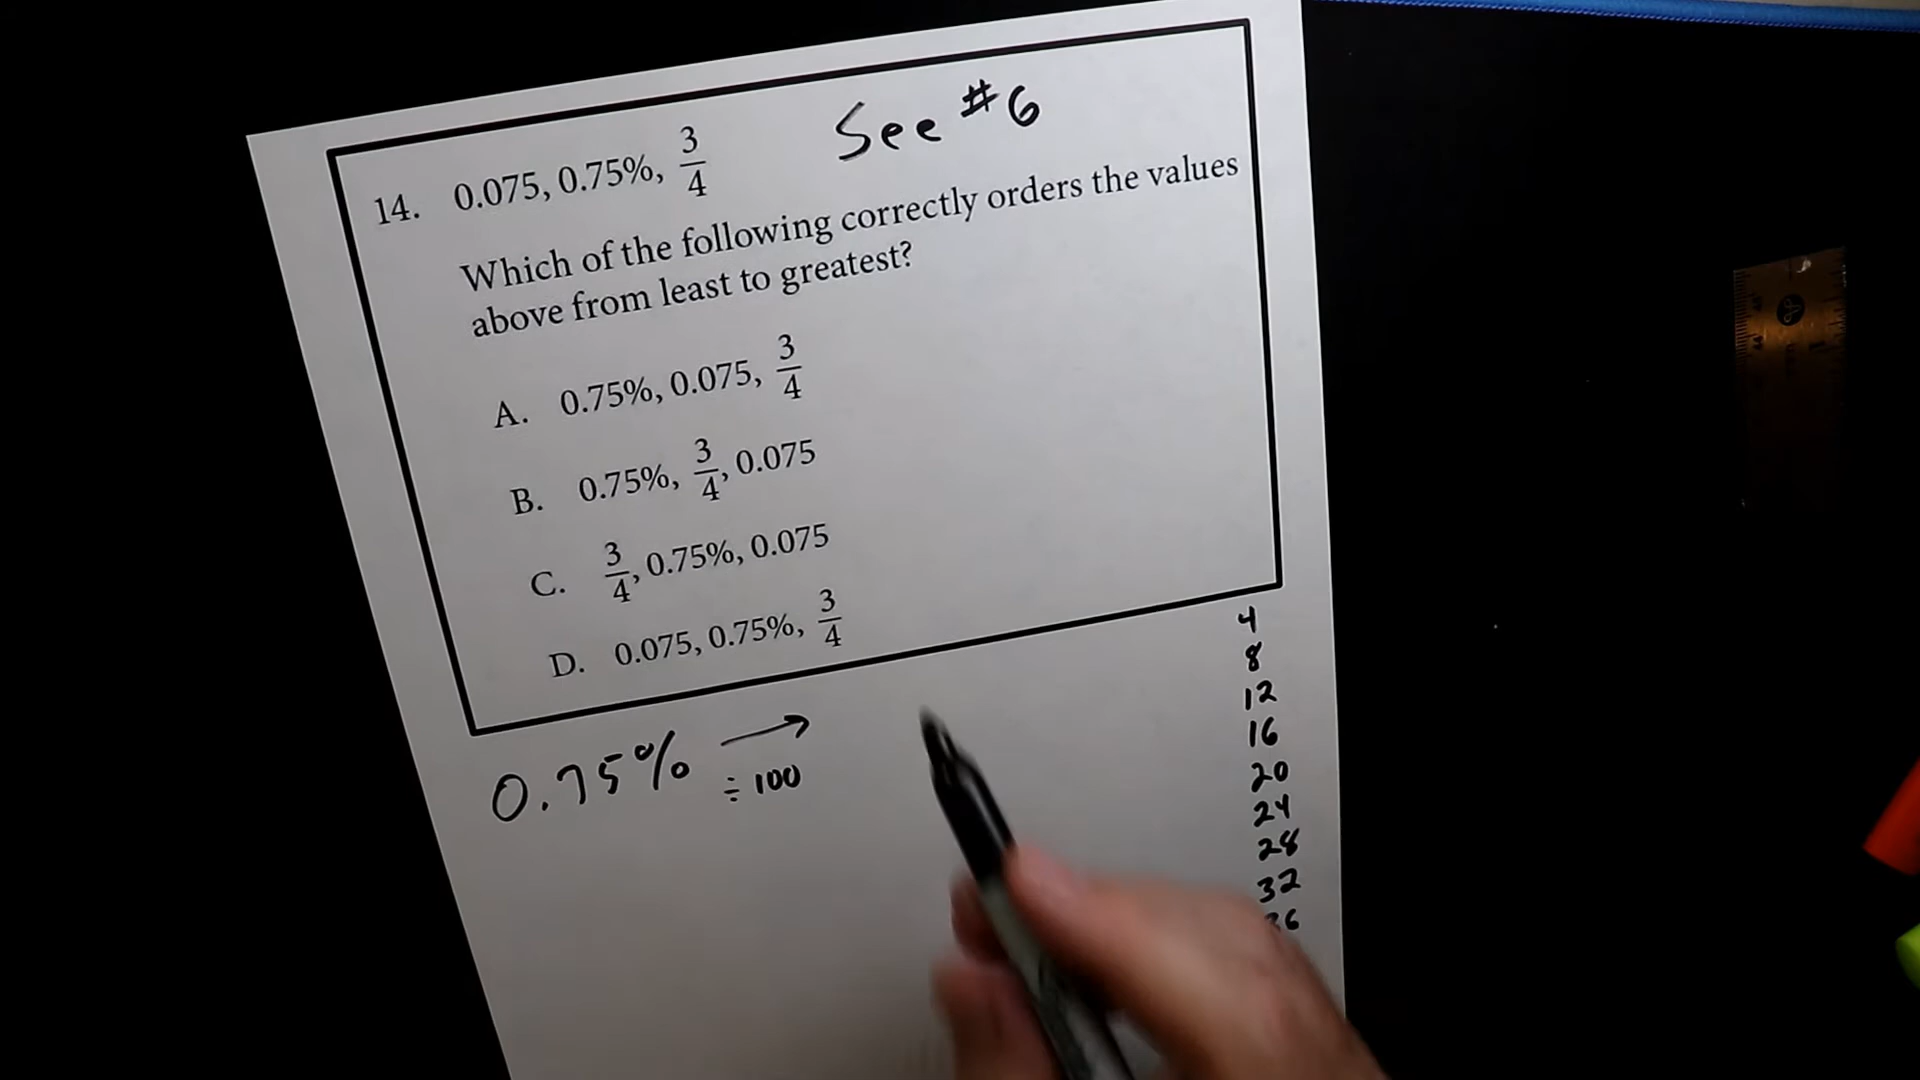 See #6
14. 0.075, 0.75%, 3/4
Which of the following correctly orders the values
above from least to greatest?
A. 0.75%, 0.075, 3/4
B. 0.75%, 3/4, 0.075
C. 3/4, 0.75%, 0.075
D. 0.075, 0.75%, 3/4
0.75% →
÷ 100
4
8
12
16
20
24
28
32